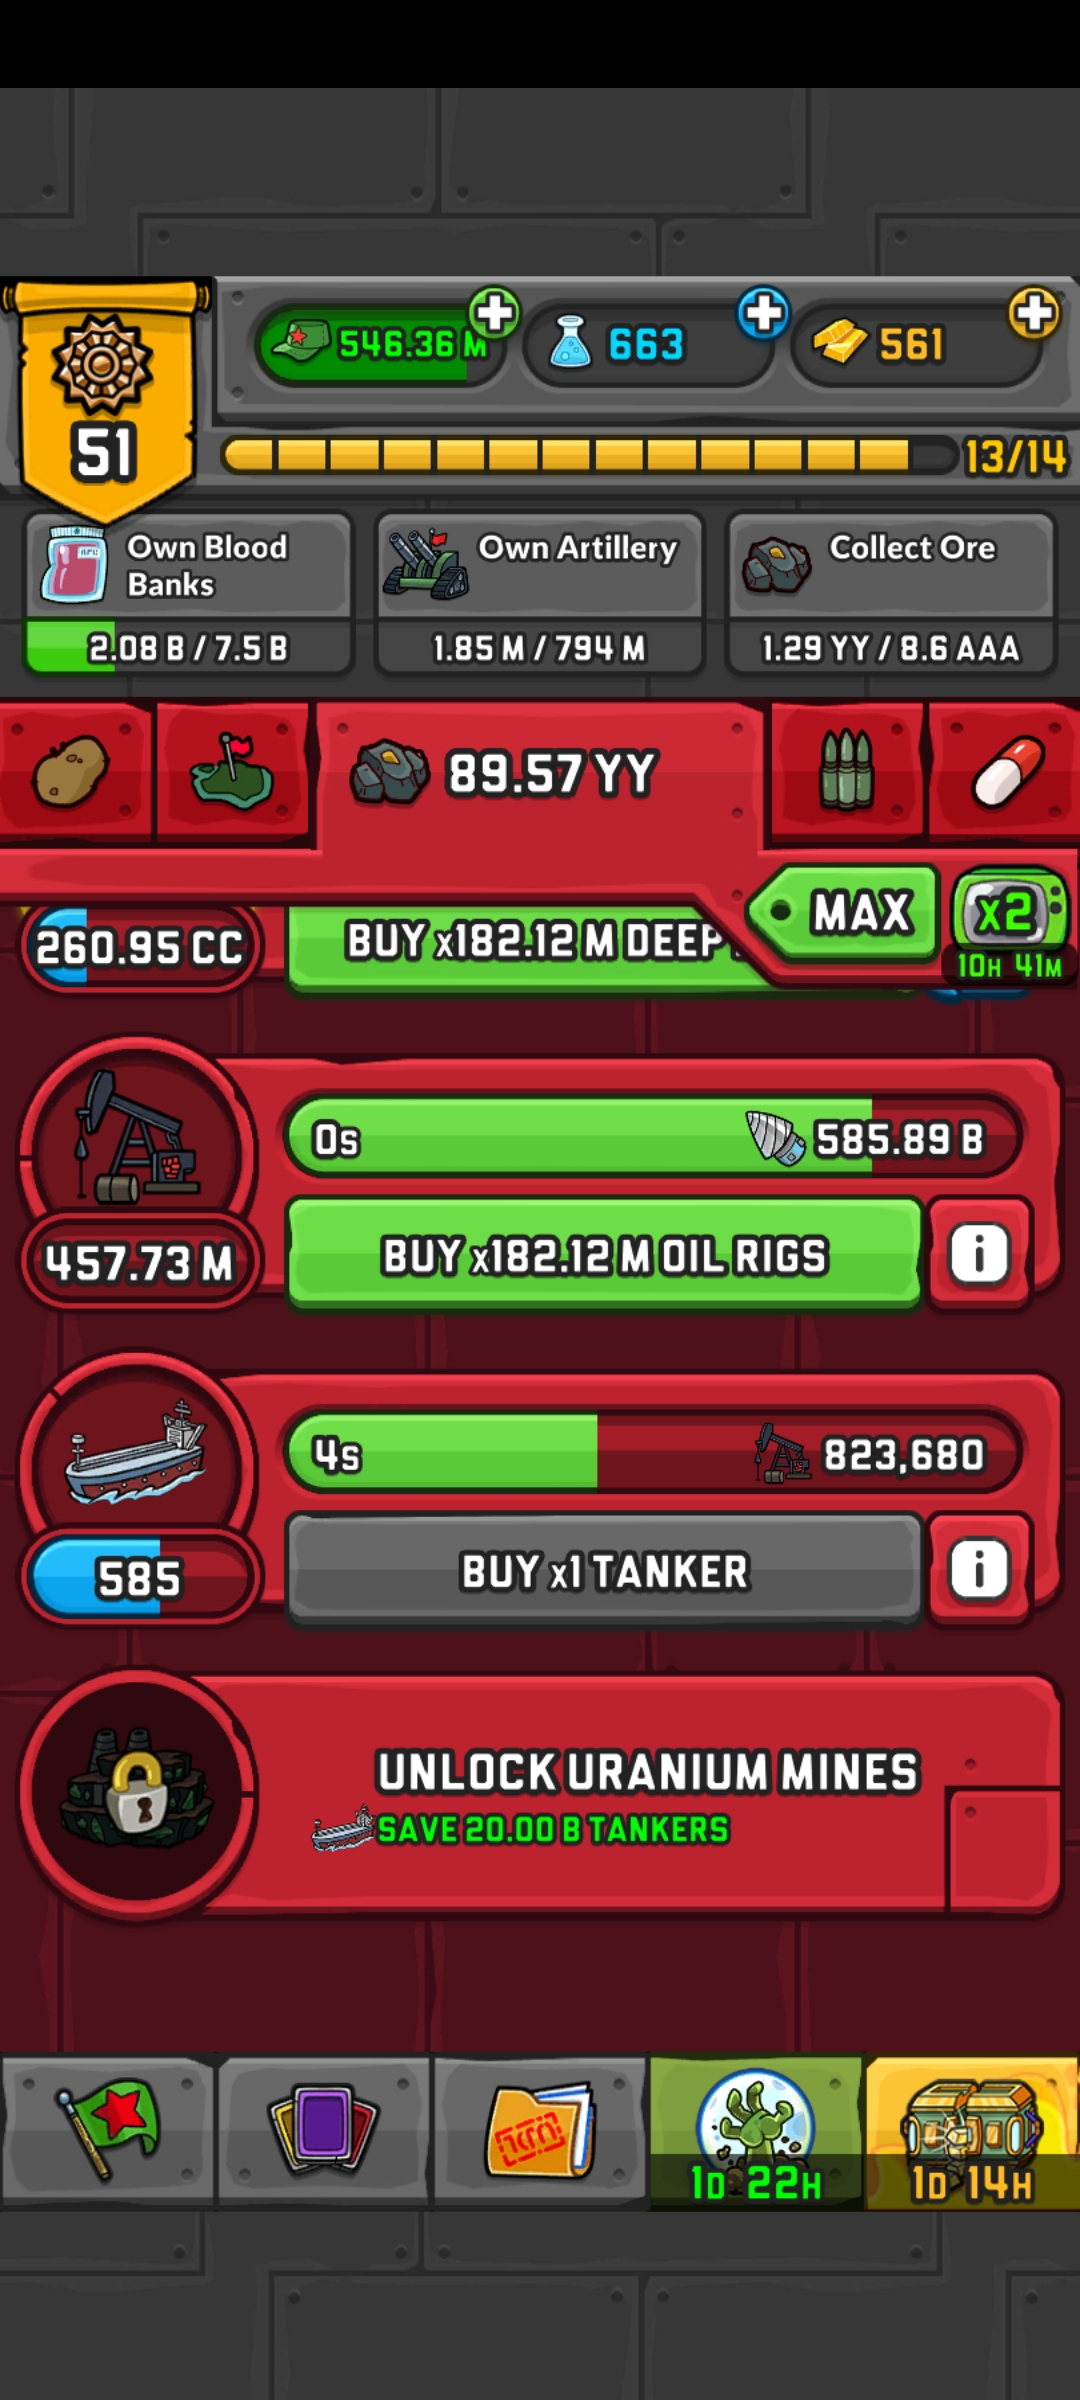 546.36 M
663
561
51
13/14
Own Blood
Banks
Own Artillery
Collect Ore
2.08 B / 7.5 B
1.85 M / 794 M
1.29 YY / 8.6 AAA
89.57 YY
MAX
x2
10H 41M
260.95 CC
BUY x182.12 M DEEP
0s
585.89 B
457.73 M
BUY x182.12 M OIL RIGS
i
4s
823,680
585
BUY x1 TANKER
i
UNLOCK URANIUM MINES
SAVE 20.00 B TANKERS
1D 22H
1D 14H